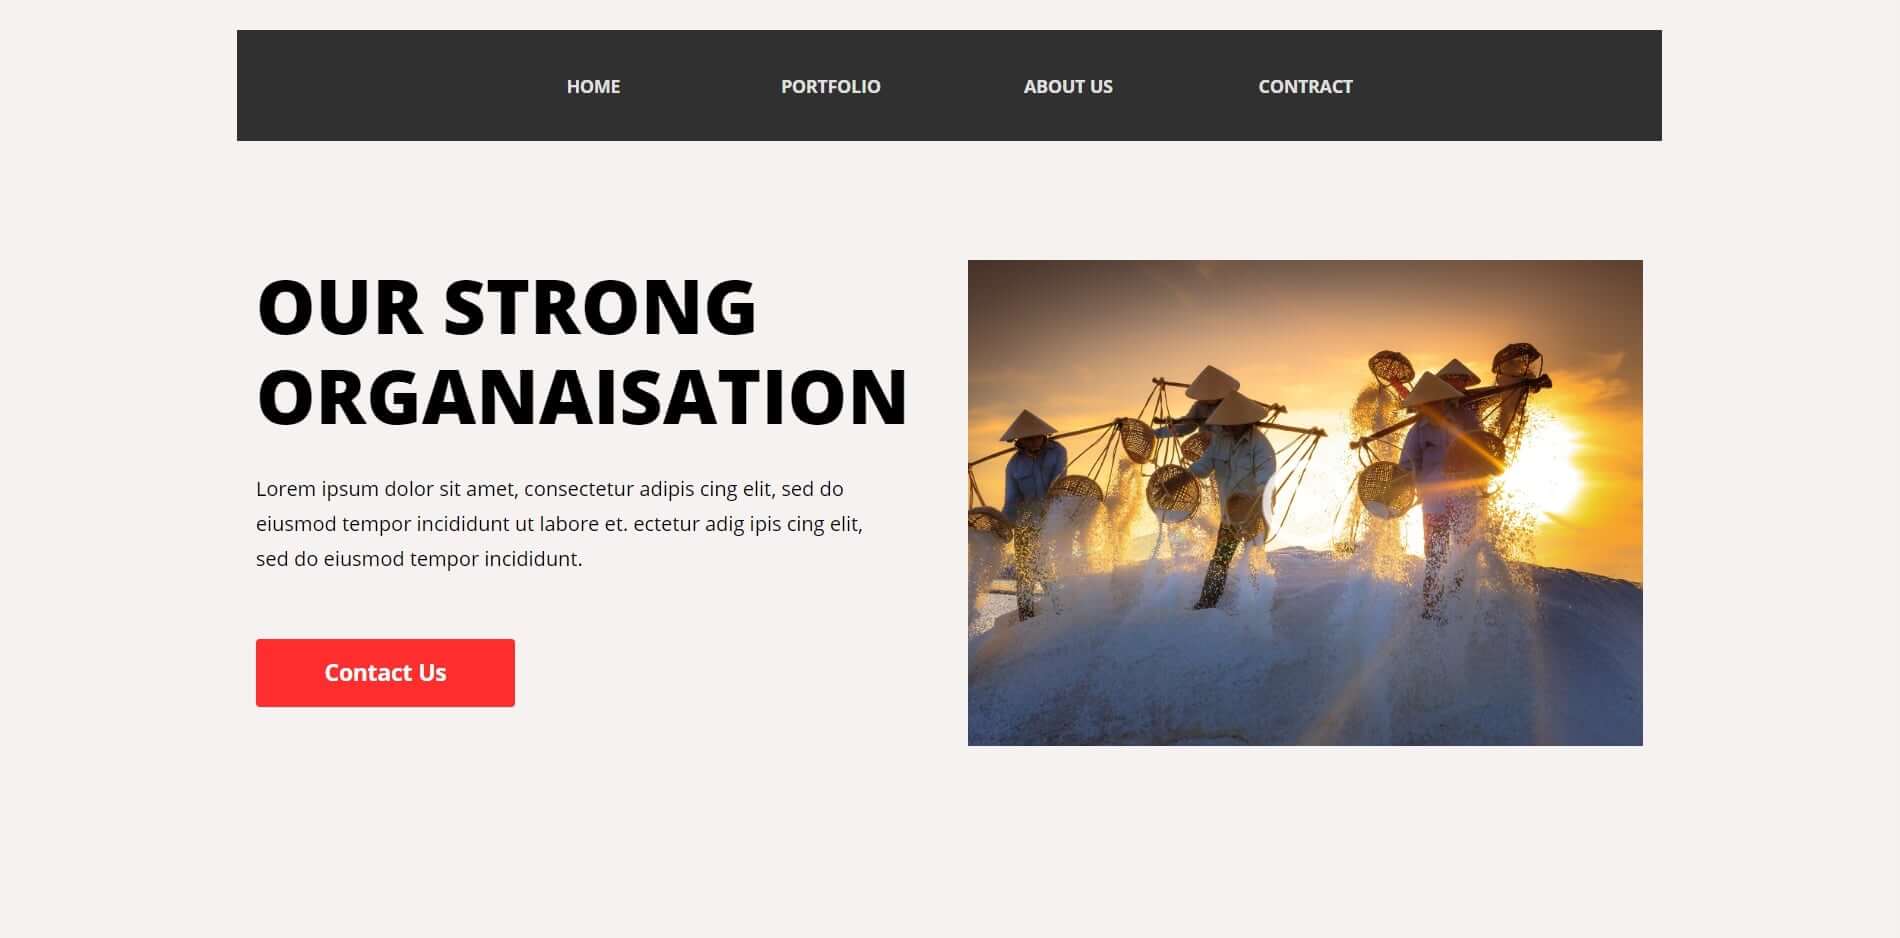 HOME PORTFOLIO ABOUT US CONTRACT
OUR STRONG
ORGANAISATION
Lorem ipsum dolor sit amet, consectetur adipis cing elit, sed do
eiusmod tempor incididunt ut labore et. ectetur adig ipis cing elit,
sed do eiusmod tempor incididunt.
Contact Us